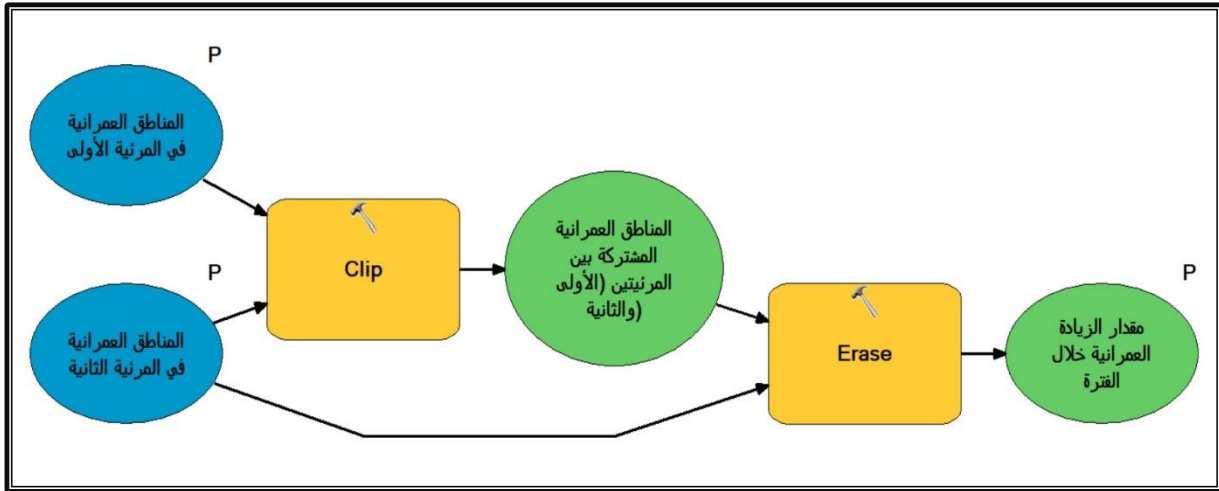 P
المناطق العمرانية
في المرئية الأولى
P
المناطق العمرانية
في المرئية الثانية
Clip
المناطق العمرانية
المشتركة بين
المرئيتين (الأولى
(والثانية
Erase
P
مقدار الزيادة
العمرانية خلال
الفترة